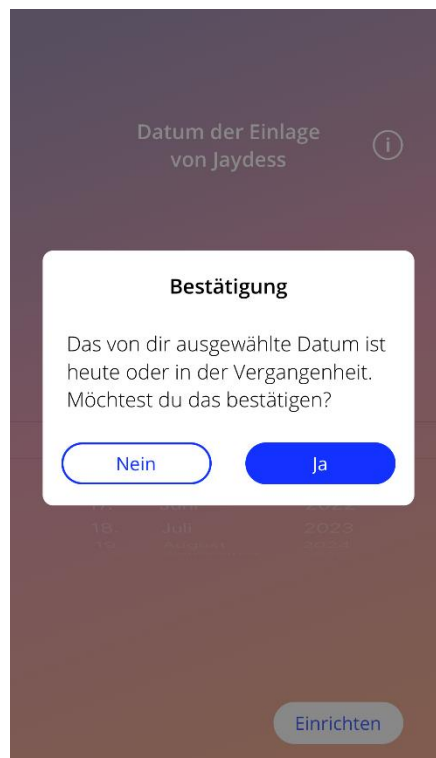 Datum der Einlage
von Jaydess
i
Bestätigung
Das von dir ausgewählte Datum ist
heute oder in der Vergangenheit.
Möchtest du das bestätigen?
Nein Ja
18. Juli 2023
Einrichten